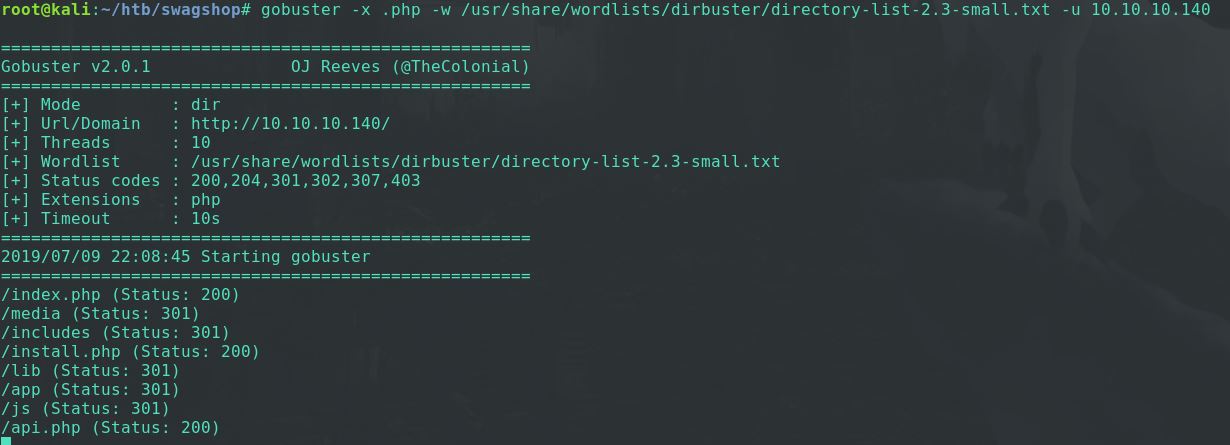 root@kali:~/htb/swagshop# gobuster -x .php -w /usr/share/wordlists/dirbuster/directory-list-2.3-small.txt -u 10.10.10.140
=====================================================
Gobuster v2.0.1              OJ Reeves (@TheColonial)
=====================================================
[+] Mode         : dir
[+] Url/Domain   : http://10.10.10.140/
[+] Threads      : 10
[+] Wordlist     : /usr/share/wordlists/dirbuster/directory-list-2.3-small.txt
[+] Status codes : 200,204,301,302,307,403
[+] Extensions   : php
[+] Timeout      : 10s
=====================================================
2019/07/09 22:08:45 Starting gobuster
=====================================================
/index.php (Status: 200)
/media (Status: 301)
/includes (Status: 301)
/install.php (Status: 200)
/lib (Status: 301)
/app (Status: 301)
/js (Status: 301)
/api.php (Status: 200)